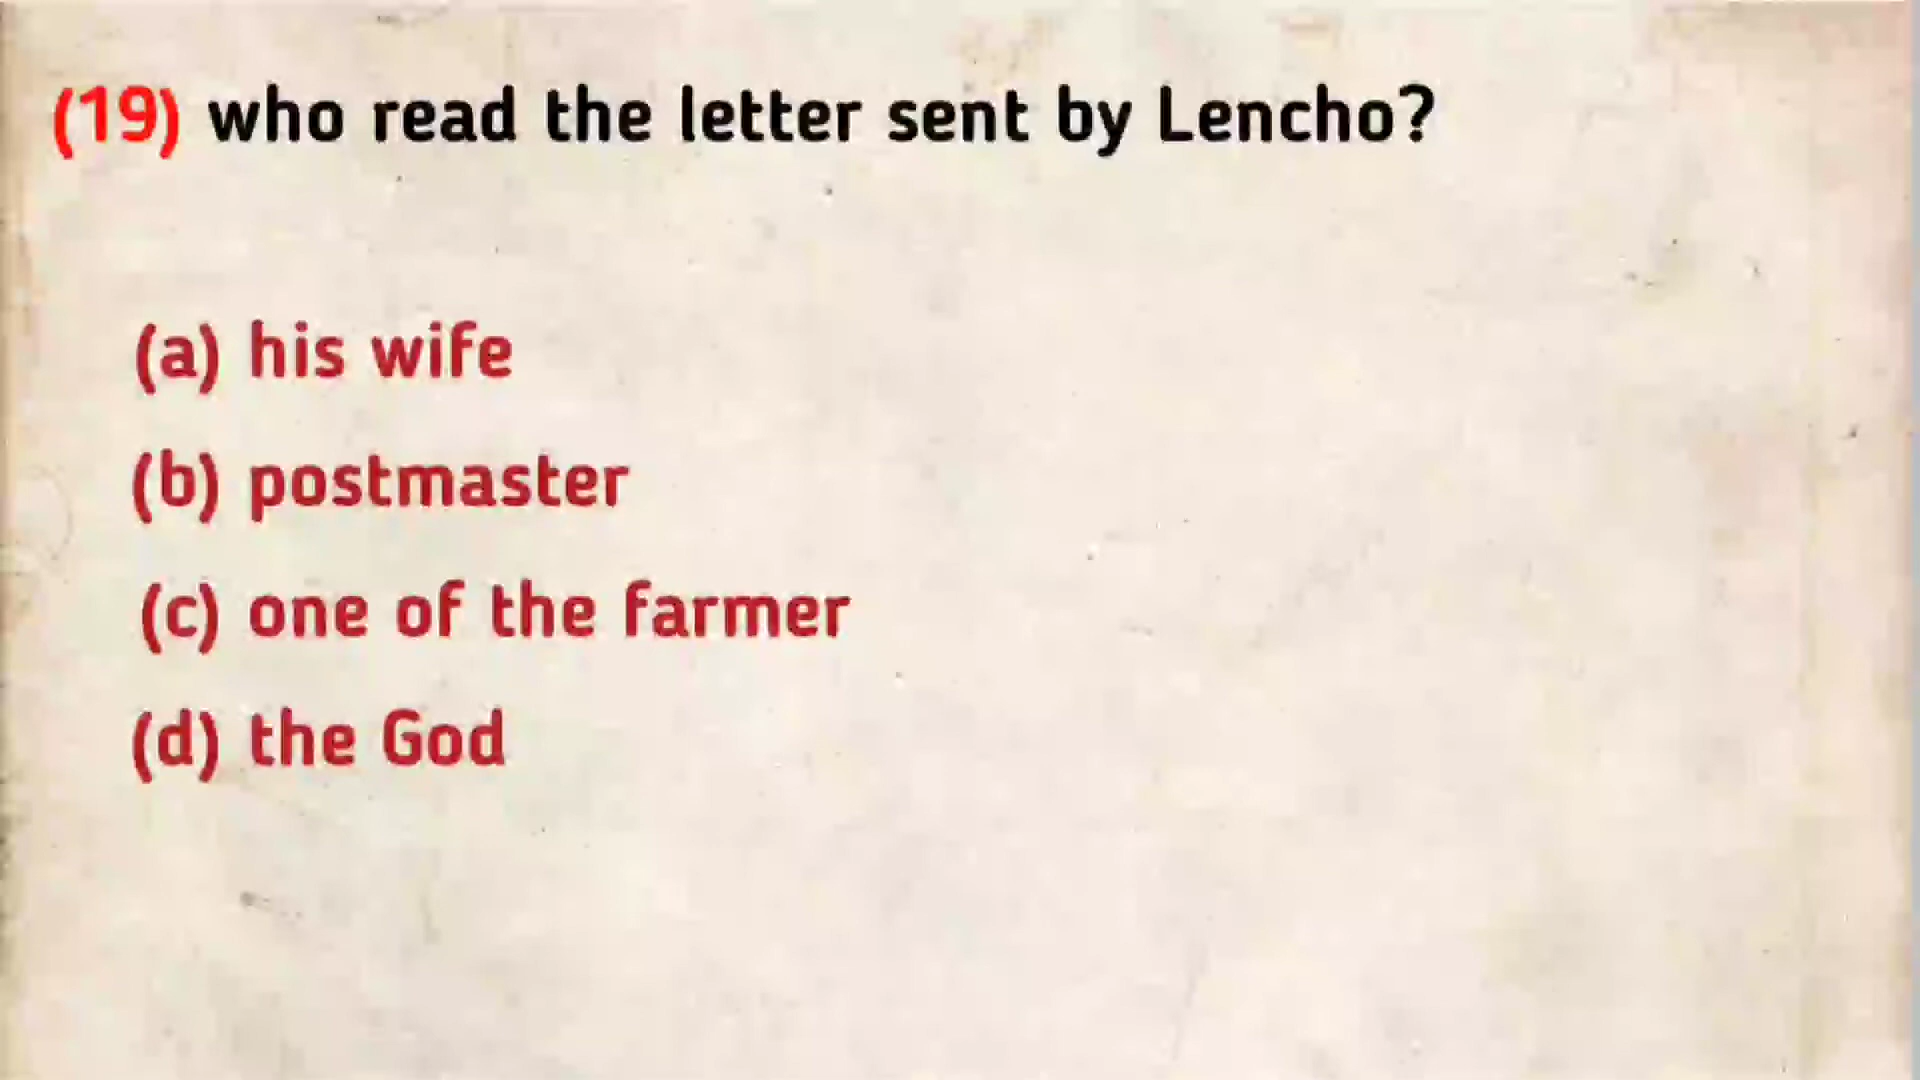 (19) who read the letter sent by Lencho?
(a) his wife
(b) postmaster
(c) one of the farmer
(d) the God